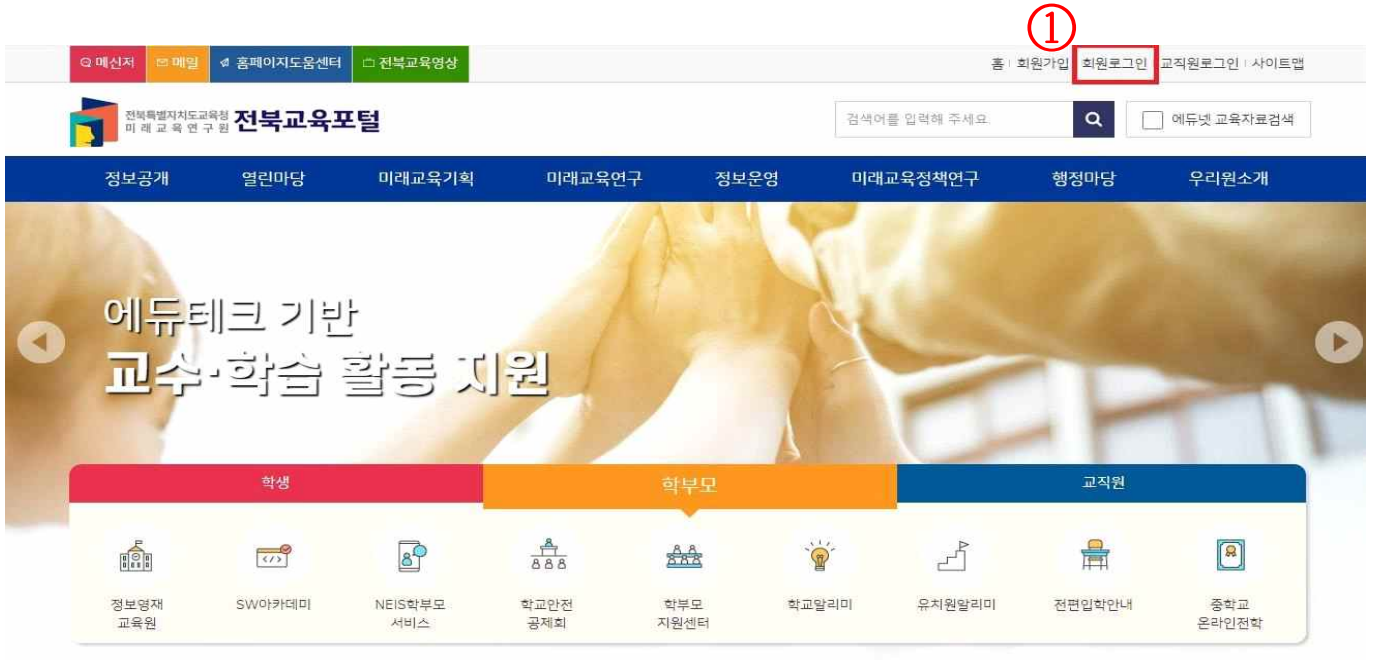 ①
메신저 메일 홈페이지도움센터 전북교육영상 홈 회원가입 회원로그인 교직원로그인 사이트맵
전북특별자치도교육청
미래교육연구원 전북교육포털
검색어를 입력해 주세요. 에듀넷 교육자료검색
정보공개 열린마당 미래교육기획 미래교육연구 정보운영 미래교육정책연구 행정마당 우리원소개
에듀테크 기반
교수·학습 활동 지원
학생 학부모 교직원
정보영재 SW아카데미 NEIS학부모 학교안전 학부모 학교알리미 유치원알리미 전편입학안내 중학교
교육원 서비스 공제회 지원센터 온라인전학